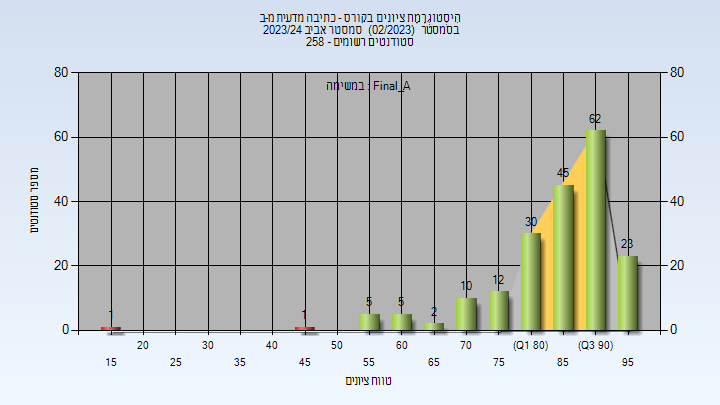 היסטוגרמת ציונים בקורס - כתיבה מדעית מ-ב
בסמסטר (02/2023) סמסטר אביב 2023/24
סטודנטים רשומים - 258
במשימה : Final_A
80 80
60 60
40 40
20 20
0 0
מספר סטודנטים
1 1 5 5 2 10 12 30 45 62 23
20 30 40 50 60 70 (Q1 80) (Q3 90)
15 25 35 45 55 65 75 85 95
טווח ציונים